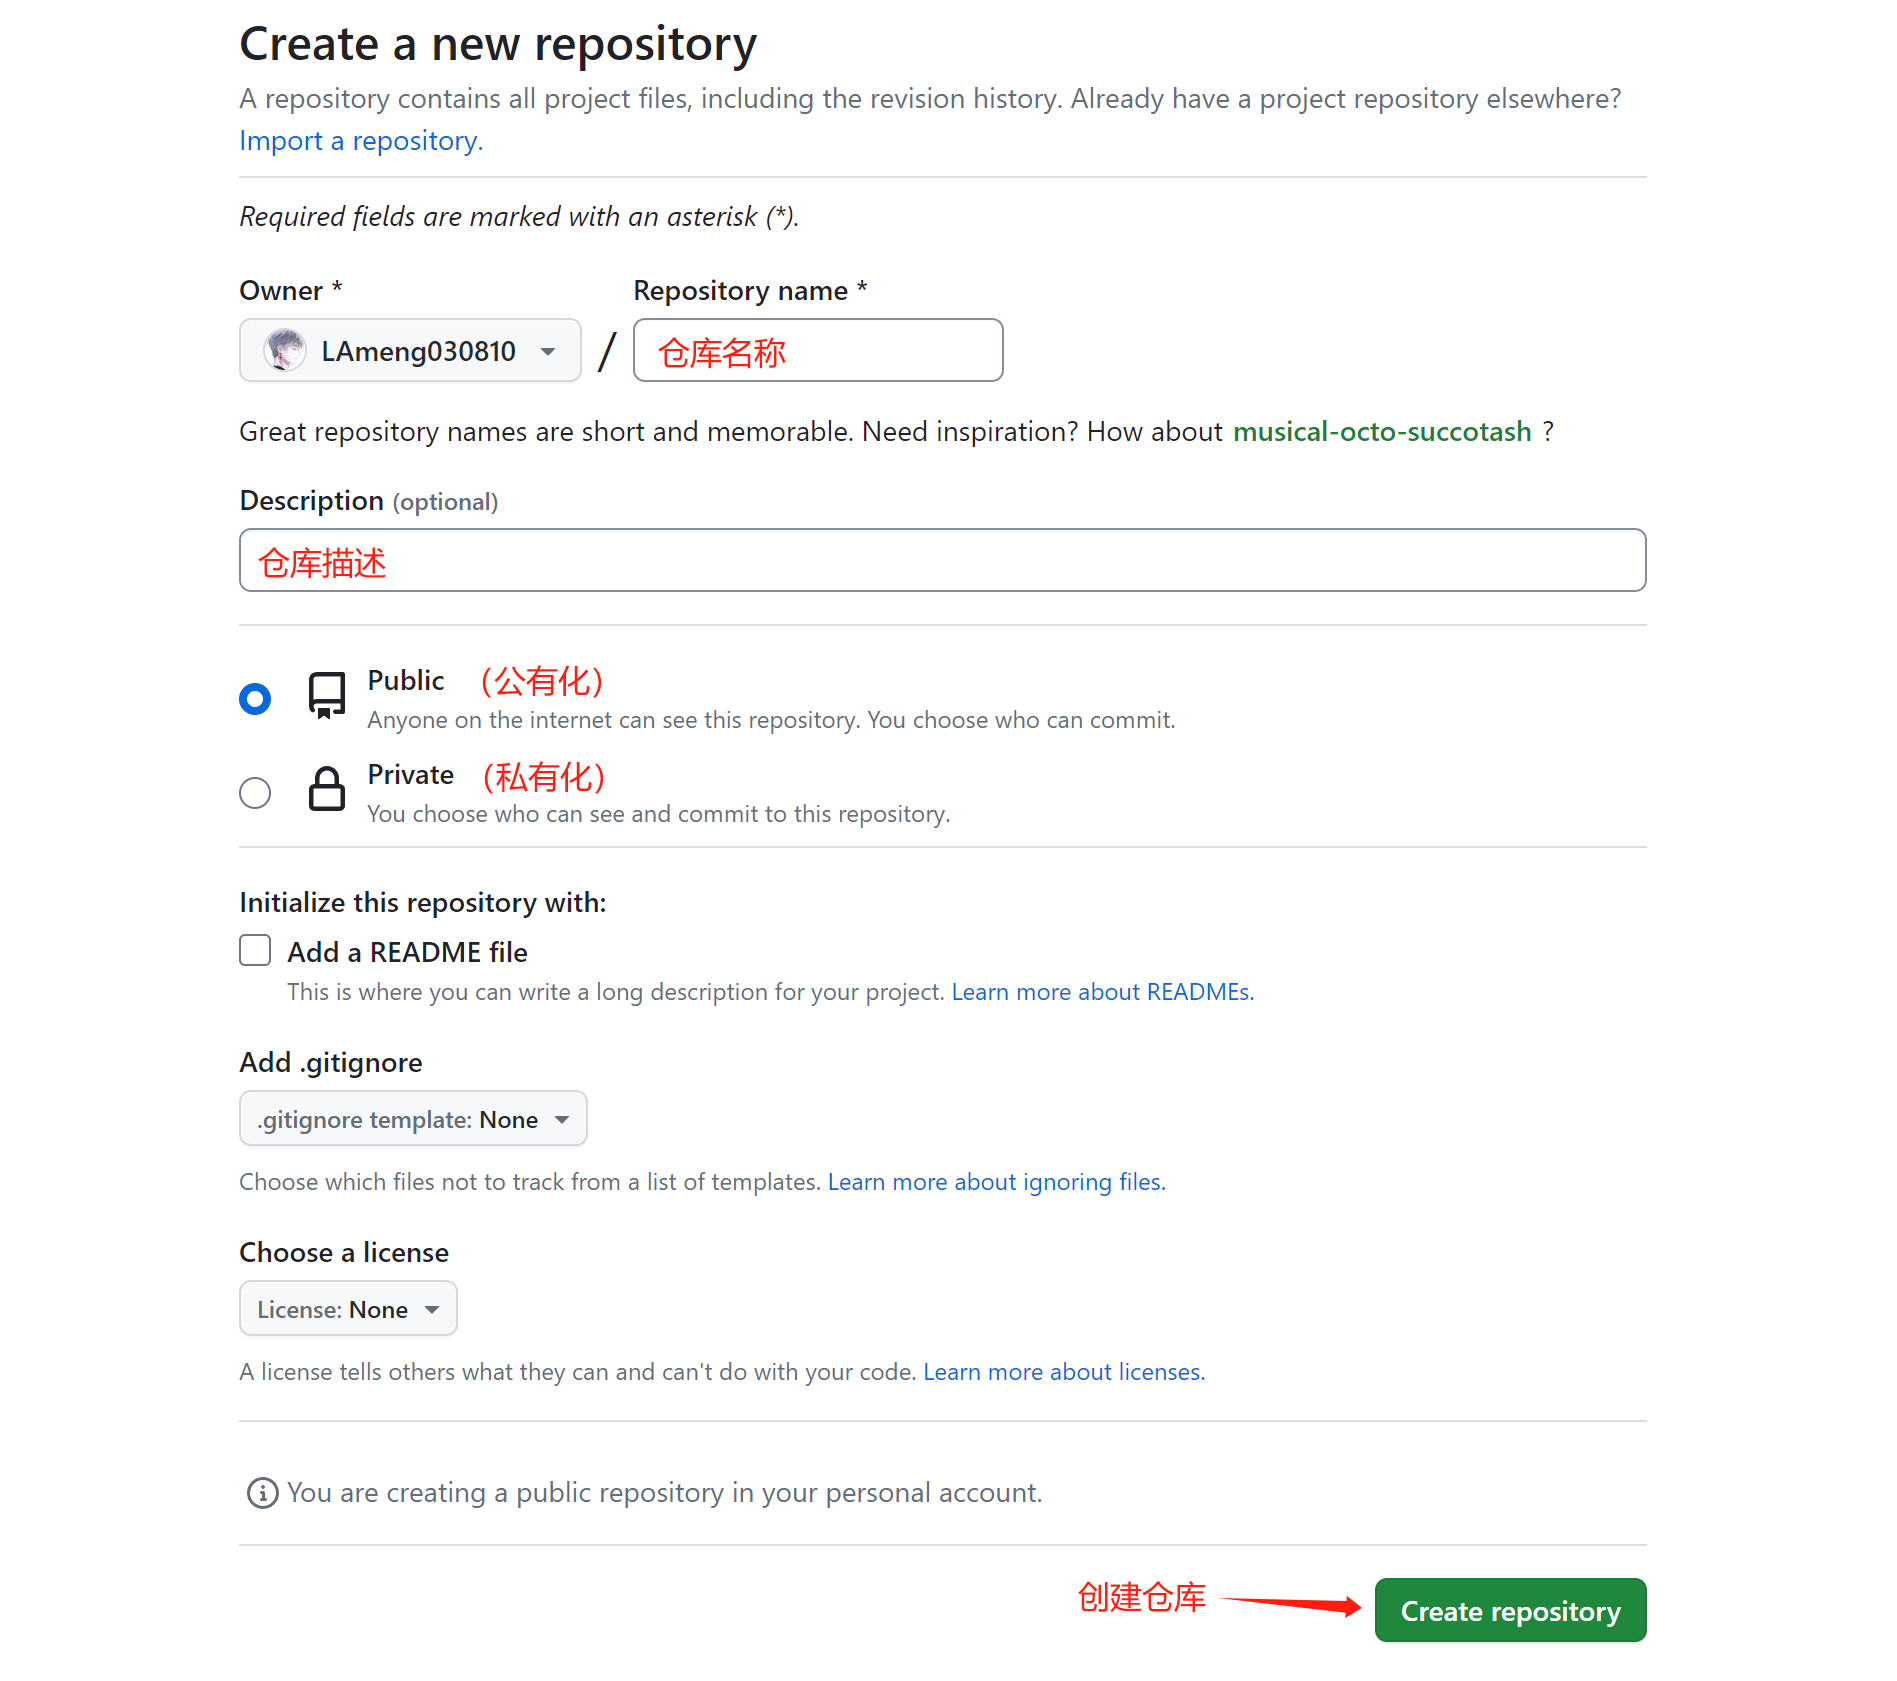 Create a new repository
A repository contains all project files, including the revision history. Already have a project repository elsewhere?
Import a repository.
Required fields are marked with an asterisk (*).
Owner * Repository name *
LAmeng030810 / 仓库名称
Great repository names are short and memorable. Need inspiration? How about musical-octo-succotash ?
Description (optional)
仓库描述
Public （公有化）
Anyone on the internet can see this repository. You choose who can commit.
Private （私有化）
You choose who can see and commit to this repository.
Initialize this repository with:
Add a README file
This is where you can write a long description for your project. Learn more about READMEs.
Add .gitignore
.gitignore template: None
Choose which files not to track from a list of templates. Learn more about ignoring files.
Choose a license
License: None
A license tells others what they can and can't do with your code. Learn more about licenses.
You are creating a public repository in your personal account.
创建仓库 Create repository